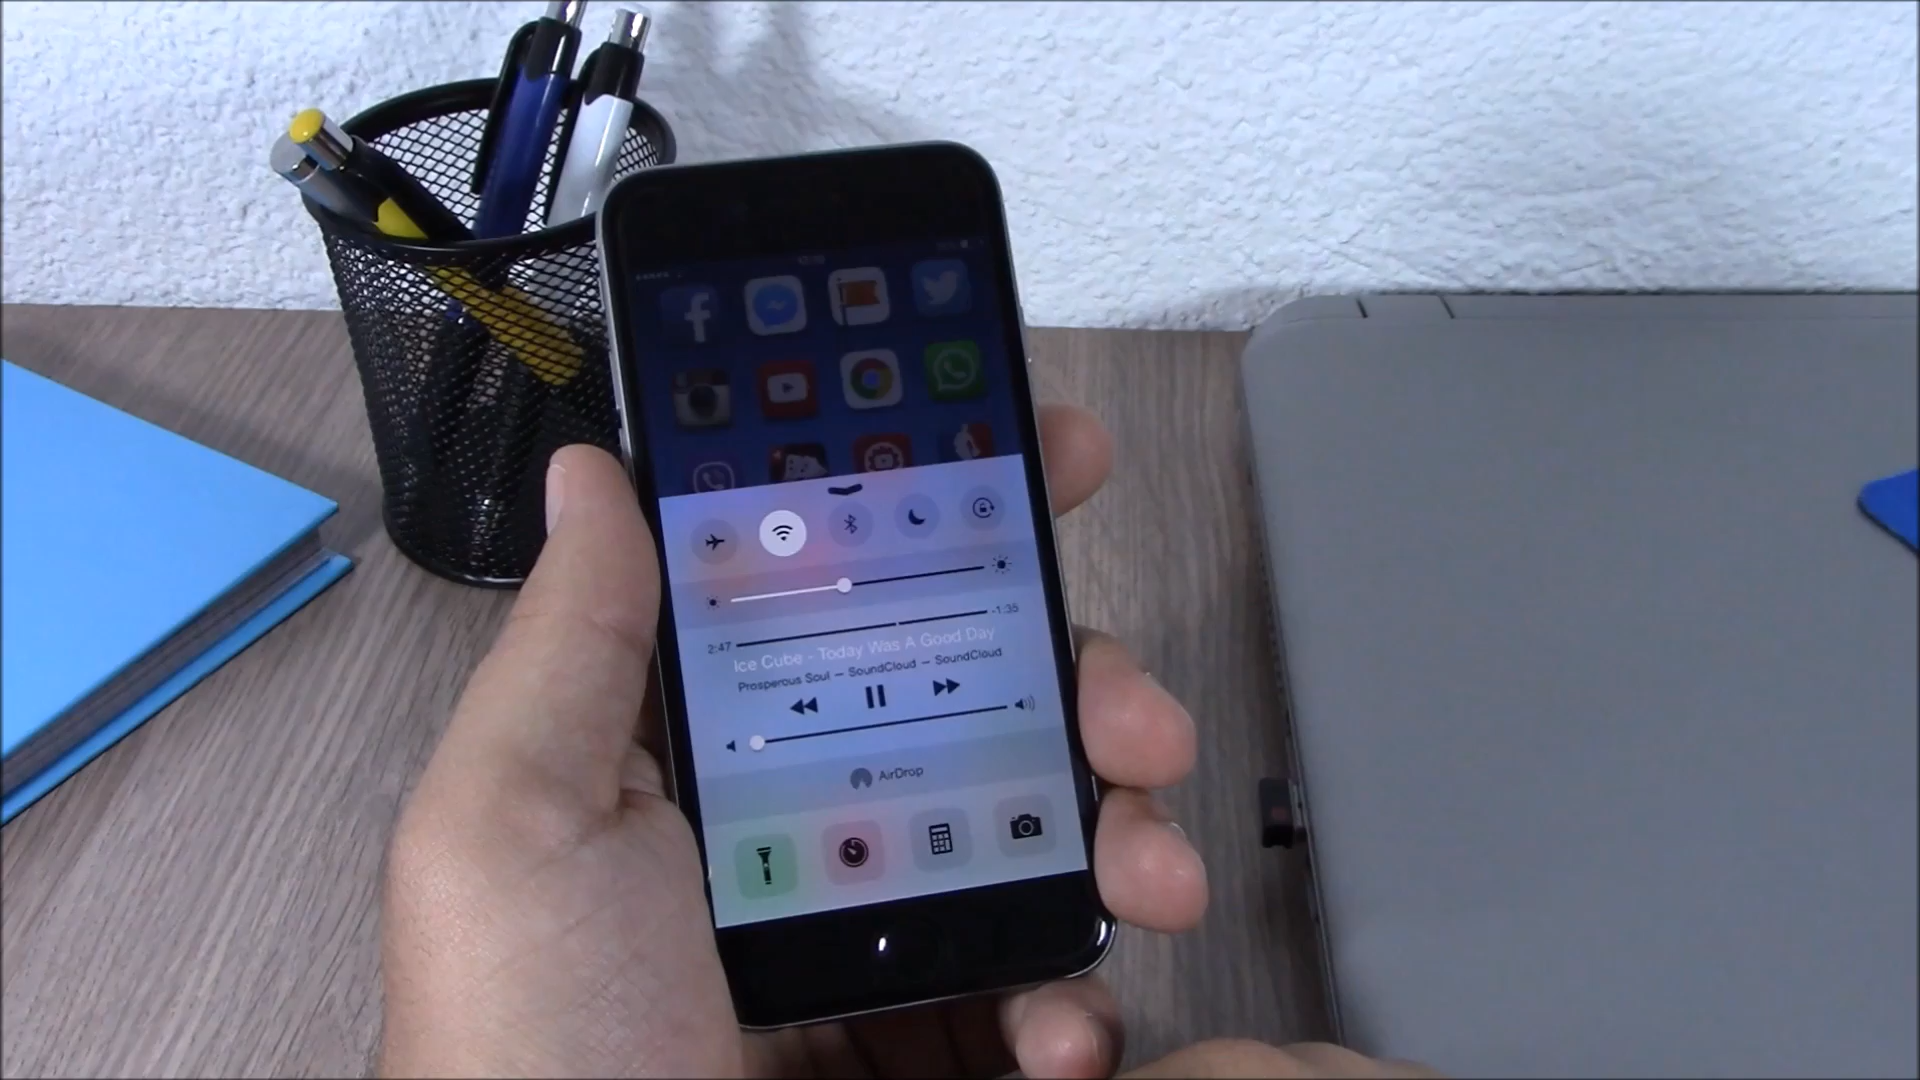 2:47
-1:35
Ice Cube - Today Was A Good Day
Prosperous Soul — SoundCloud — SoundCloud
AirDrop